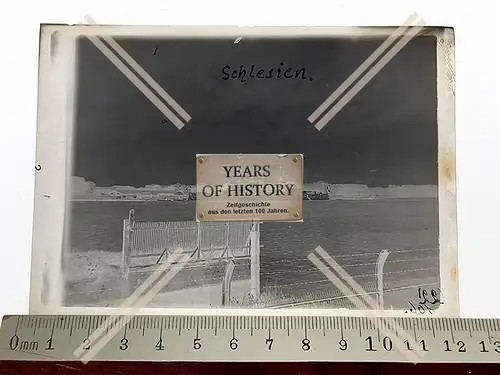 Schlesien.
YEARS
OF HISTORY
Zeitgeschichte
aus den letzten 100 Jahren.
0mm 1 2 3 4 5 6 7 8 9 10 11 12 13